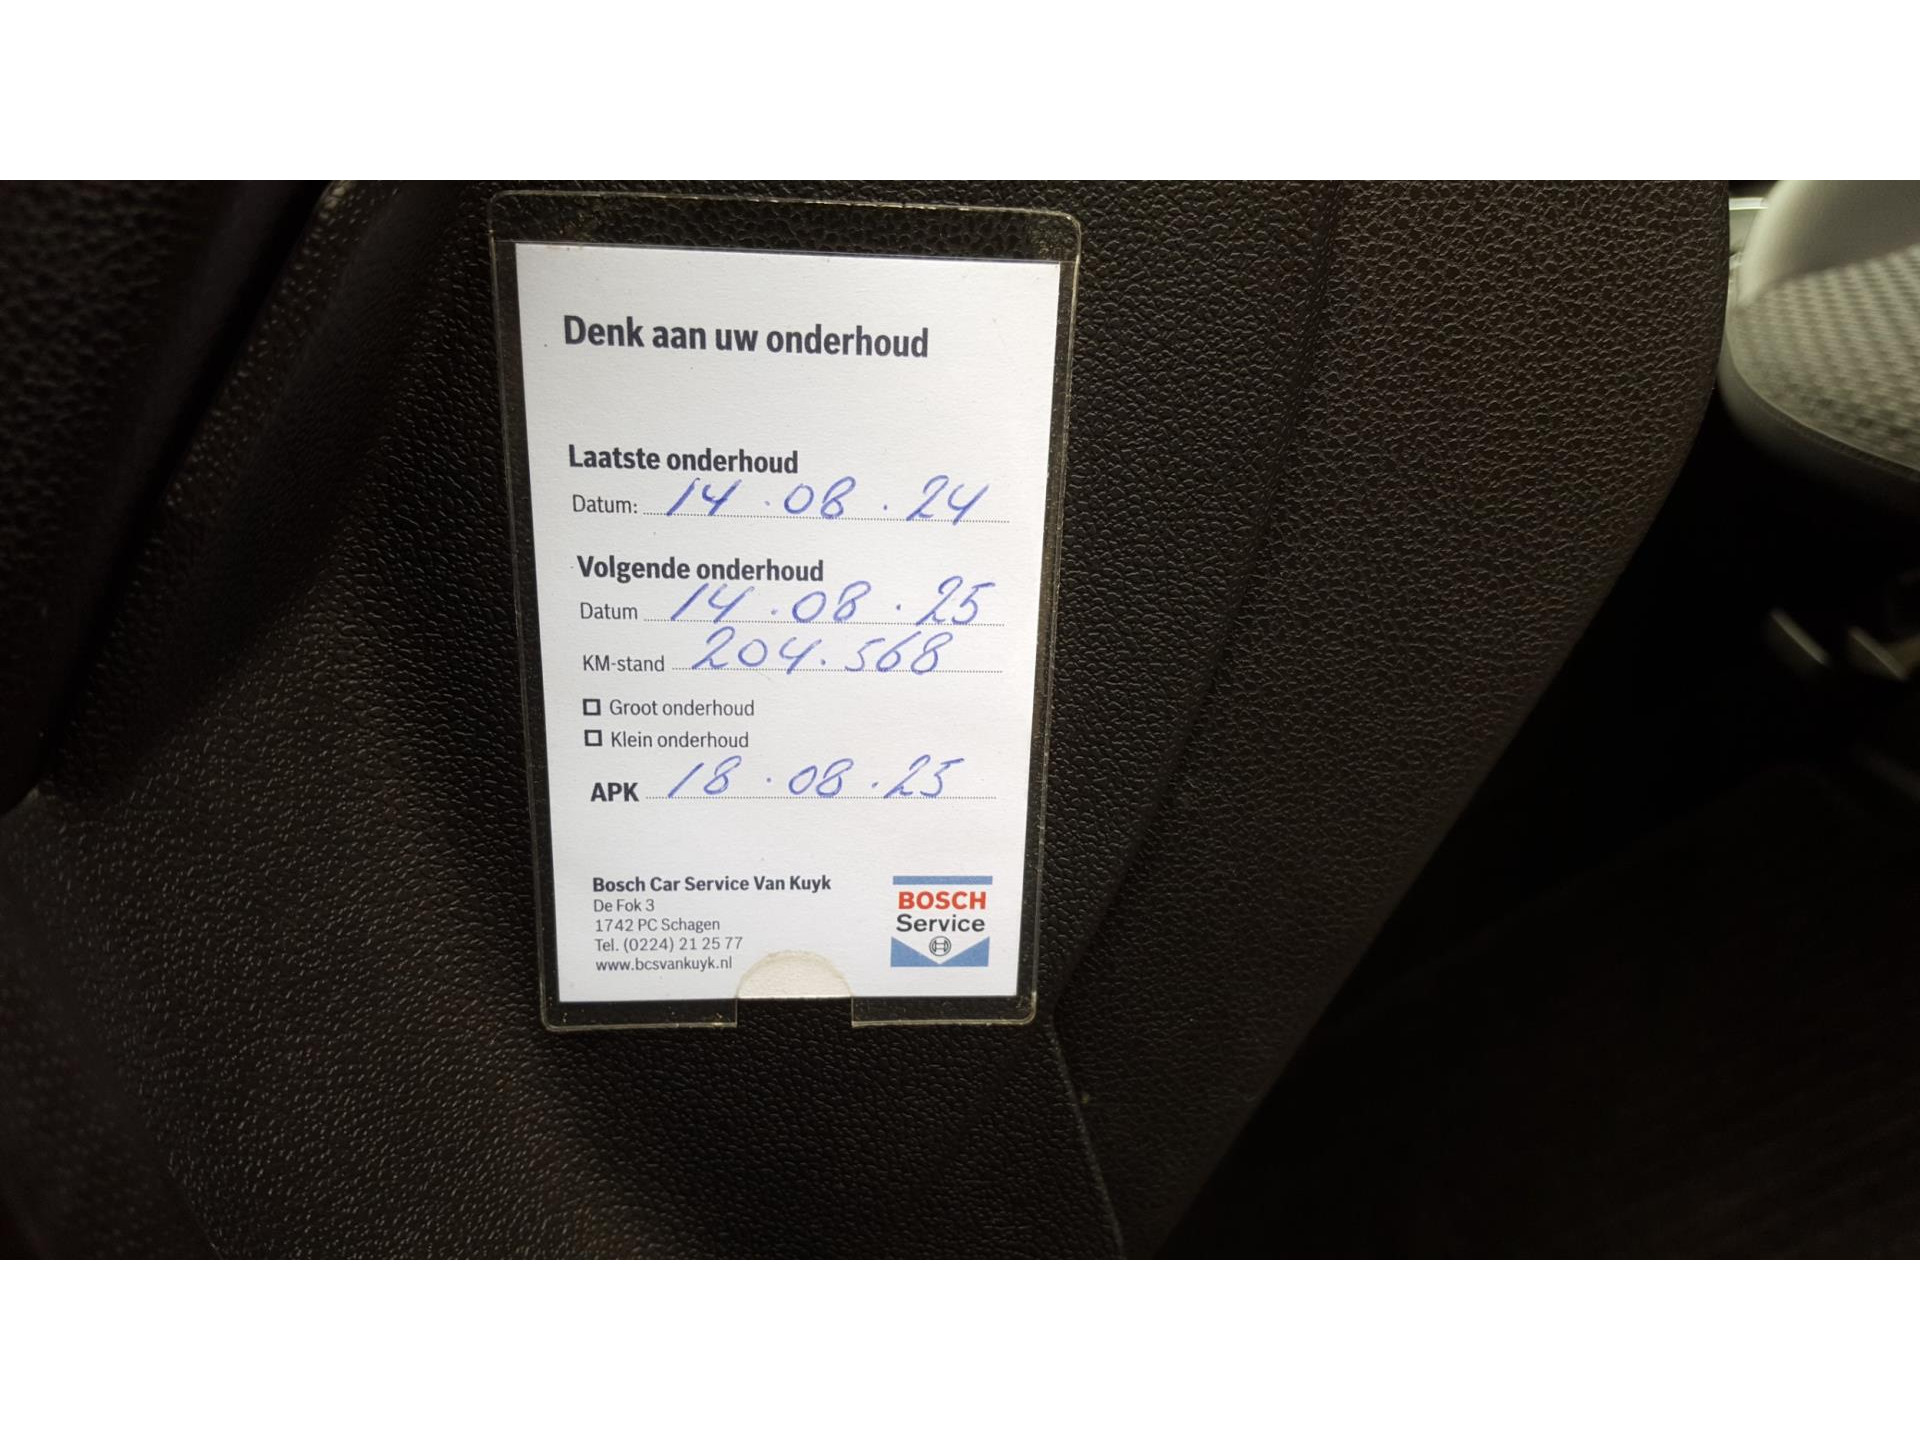 Denk aan uw onderhoud
Laatste onderhoud
Datum: 14 . 08 . 24
Volgende onderhoud
Datum 14 . 08 . 25
KM-stand 204.568
Groot onderhoud
Klein onderhoud
APK 18 . 08 . 25
Bosch Car Service Van Kuyk
De Fok 3
1742 PC Schagen
Tel. (0224) 21 25 77
www.bcsvankuyk.nl
BOSCH
Service